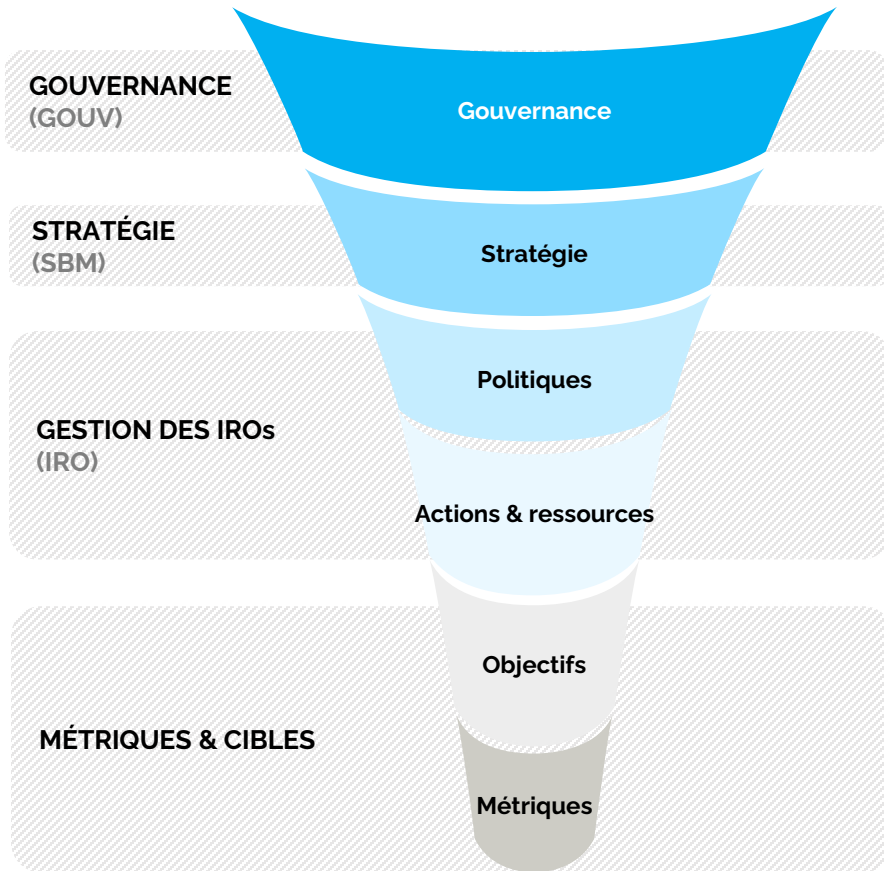 GOUVERNANCE
(GOUV)
Gouvernance
STRATÉGIE
(SBM)
Stratégie
Politiques
GESTION DES IROs
(IRO)
Actions & ressources
Objectifs
MÉTRIQUES & CIBLES
Métriques